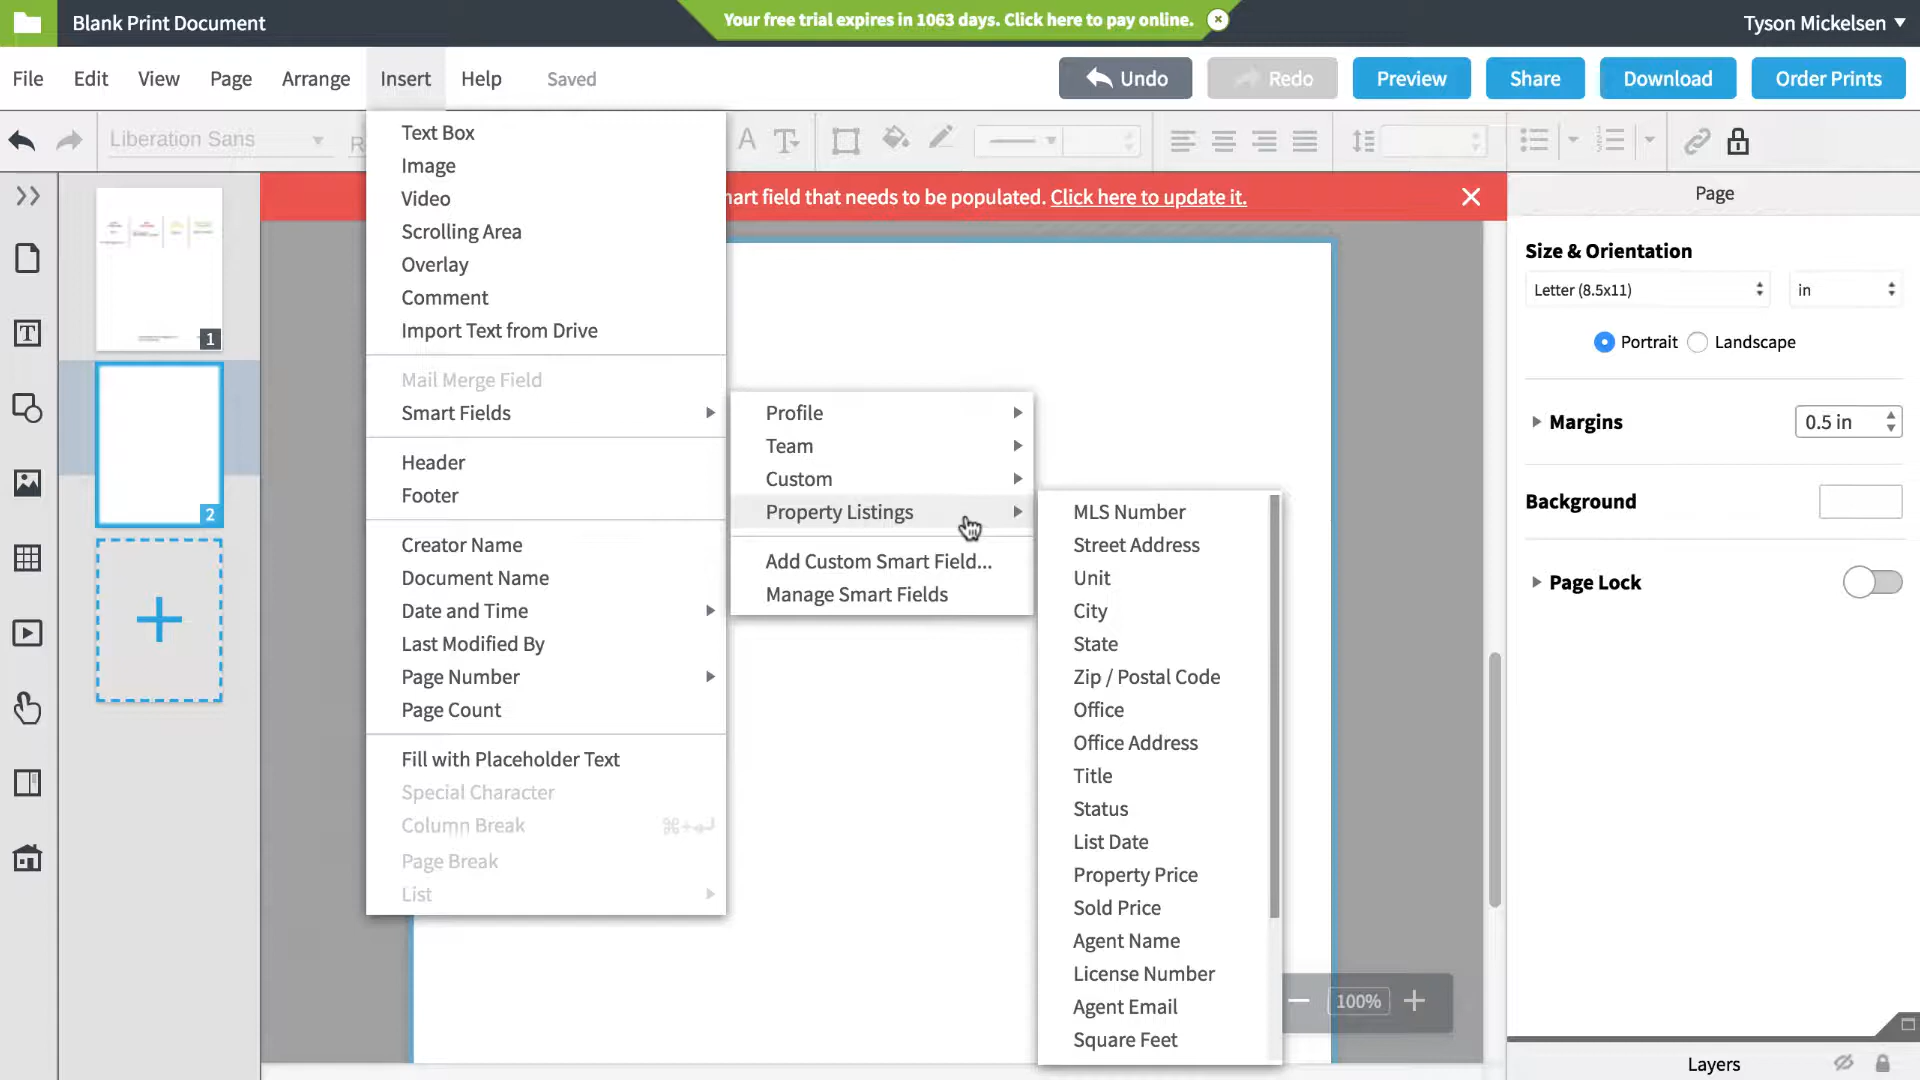 Blank Print Document
Your free trial expires in 1063 days. Click here to pay online.
Tyson Mickelsen
File Edit View Page Arrange Insert Help Saved
Undo Redo Preview Share Download Order Prints
Liberation Sans
field that needs to be populated. Click here to update it.
1
2
Text Box
Image
Video
Scrolling Area
Overlay
Comment
Import Text from Drive
Mail Merge Field
Smart Fields
Header
Footer
Creator Name
Document Name
Date and Time
Last Modified By
Page Number
Page Count
Fill with Placeholder Text
Special Character
Column Break ⌘+↵
Page Break
List
Profile
Team
Custom
Property Listings
Add Custom Smart Field...
Manage Smart Fields
MLS Number
Street Address
Unit
City
State
Zip / Postal Code
Office
Office Address
Title
Status
List Date
Property Price
Sold Price
Agent Name
License Number
Agent Email
Square Feet
100%
Page
Size & Orientation
Letter (8.5x11) in
Portrait Landscape
Margins 0.5 in
Background
Page Lock
Layers